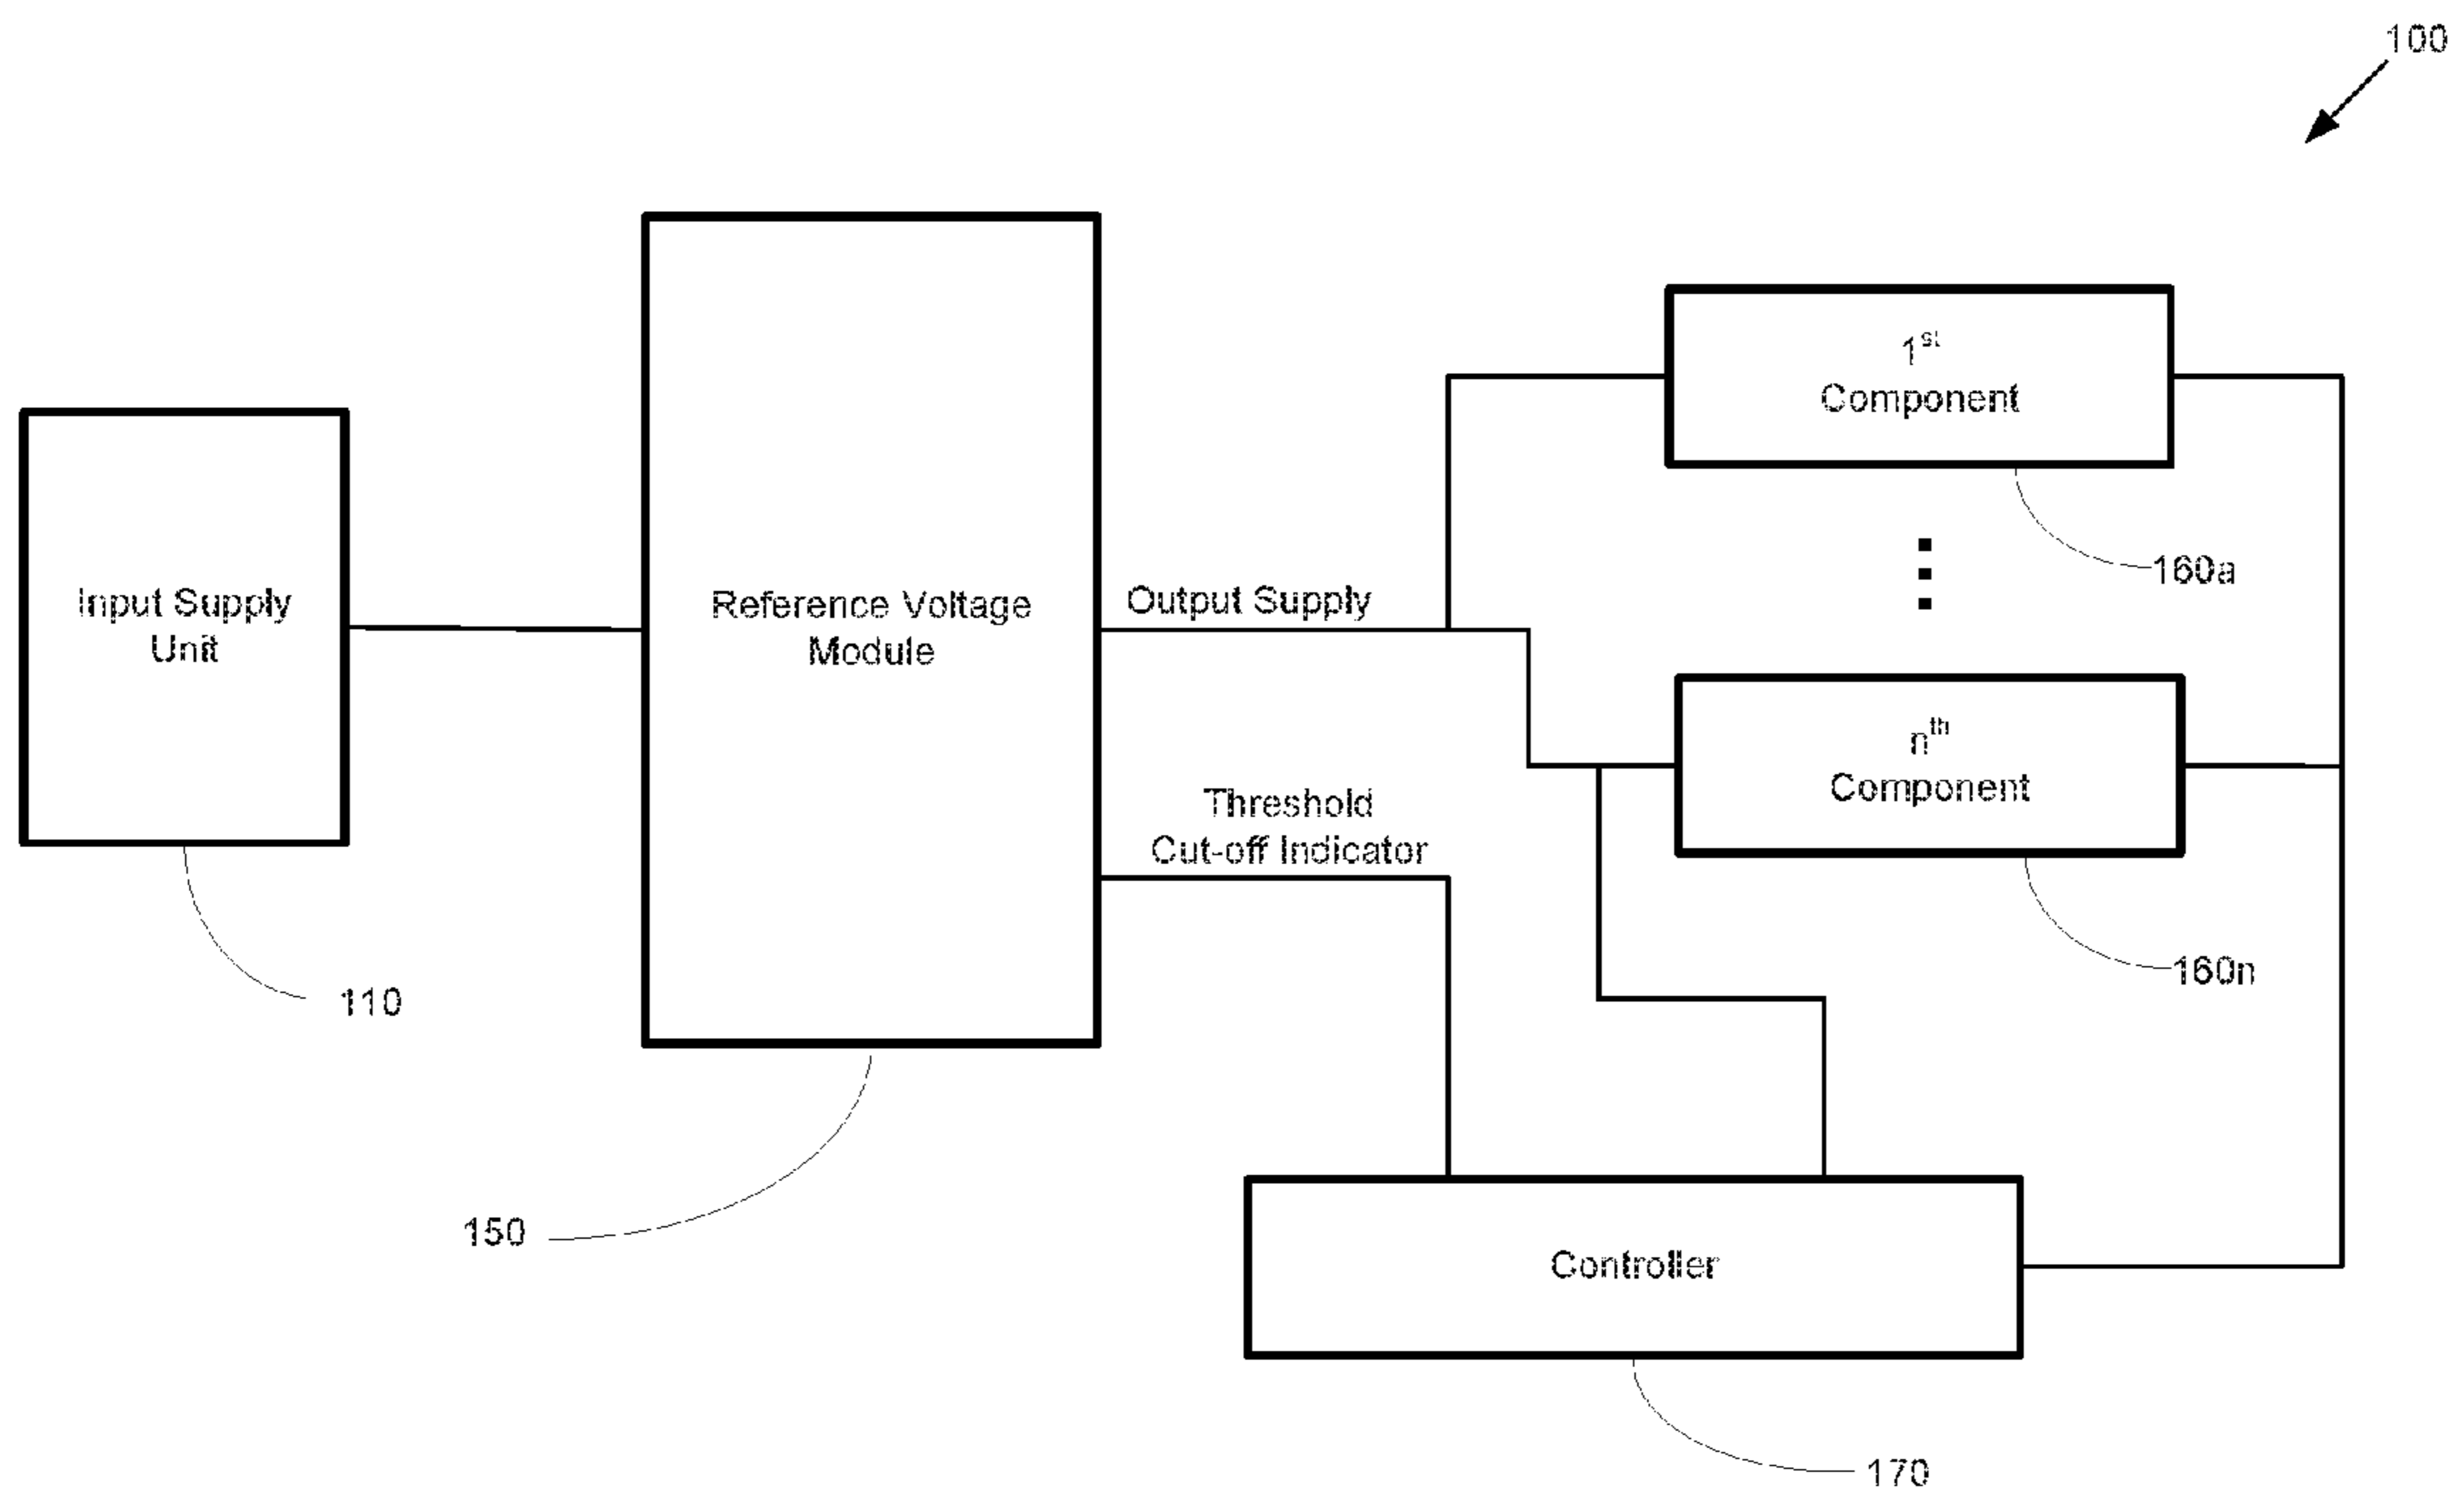 100
1st
Component
160a
Input Supply
Unit
Reference Voltage
Module
Output Supply
nth
Component
Threshold
Cut-off Indicator
160n
110
150
Controller
170